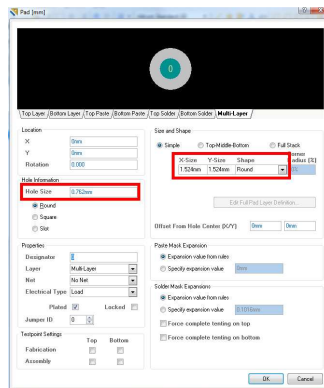 Pad [mm]
0
Top Layer / Bottom Layer / Top Paste / Bottom Paste / Top Solder / Bottom Solder / Multi-Layer
Location
X 0mm
Y 0mm
Rotation 0.000
Hole Information
Hole Size 0.762mm
Round
Square
Slot
Properties
Designator 0
Layer Multi-Layer
Net No Net
Electrical Type Load
Plated Locked
Jumper ID 0
Testpoint Settings
Top Bottom
Fabrication
Assembly
Size and Shape
Simple Top-Middle-Bottom Full Stack
X-Size Y-Size Shape
1.524mm 1.524mm Round
Edit Full Pad Layer Definition...
Offset From Hole Center (X/Y) 0mm 0mm
Paste Mask Expansion
Expansion value from rules
Specify expansion value 0mm
Solder Mask Expansions
Expansion value from rules
Specify expansion value 0.1016mm
Force complete tenting on top
Force complete tenting on bottom
OK Cancel